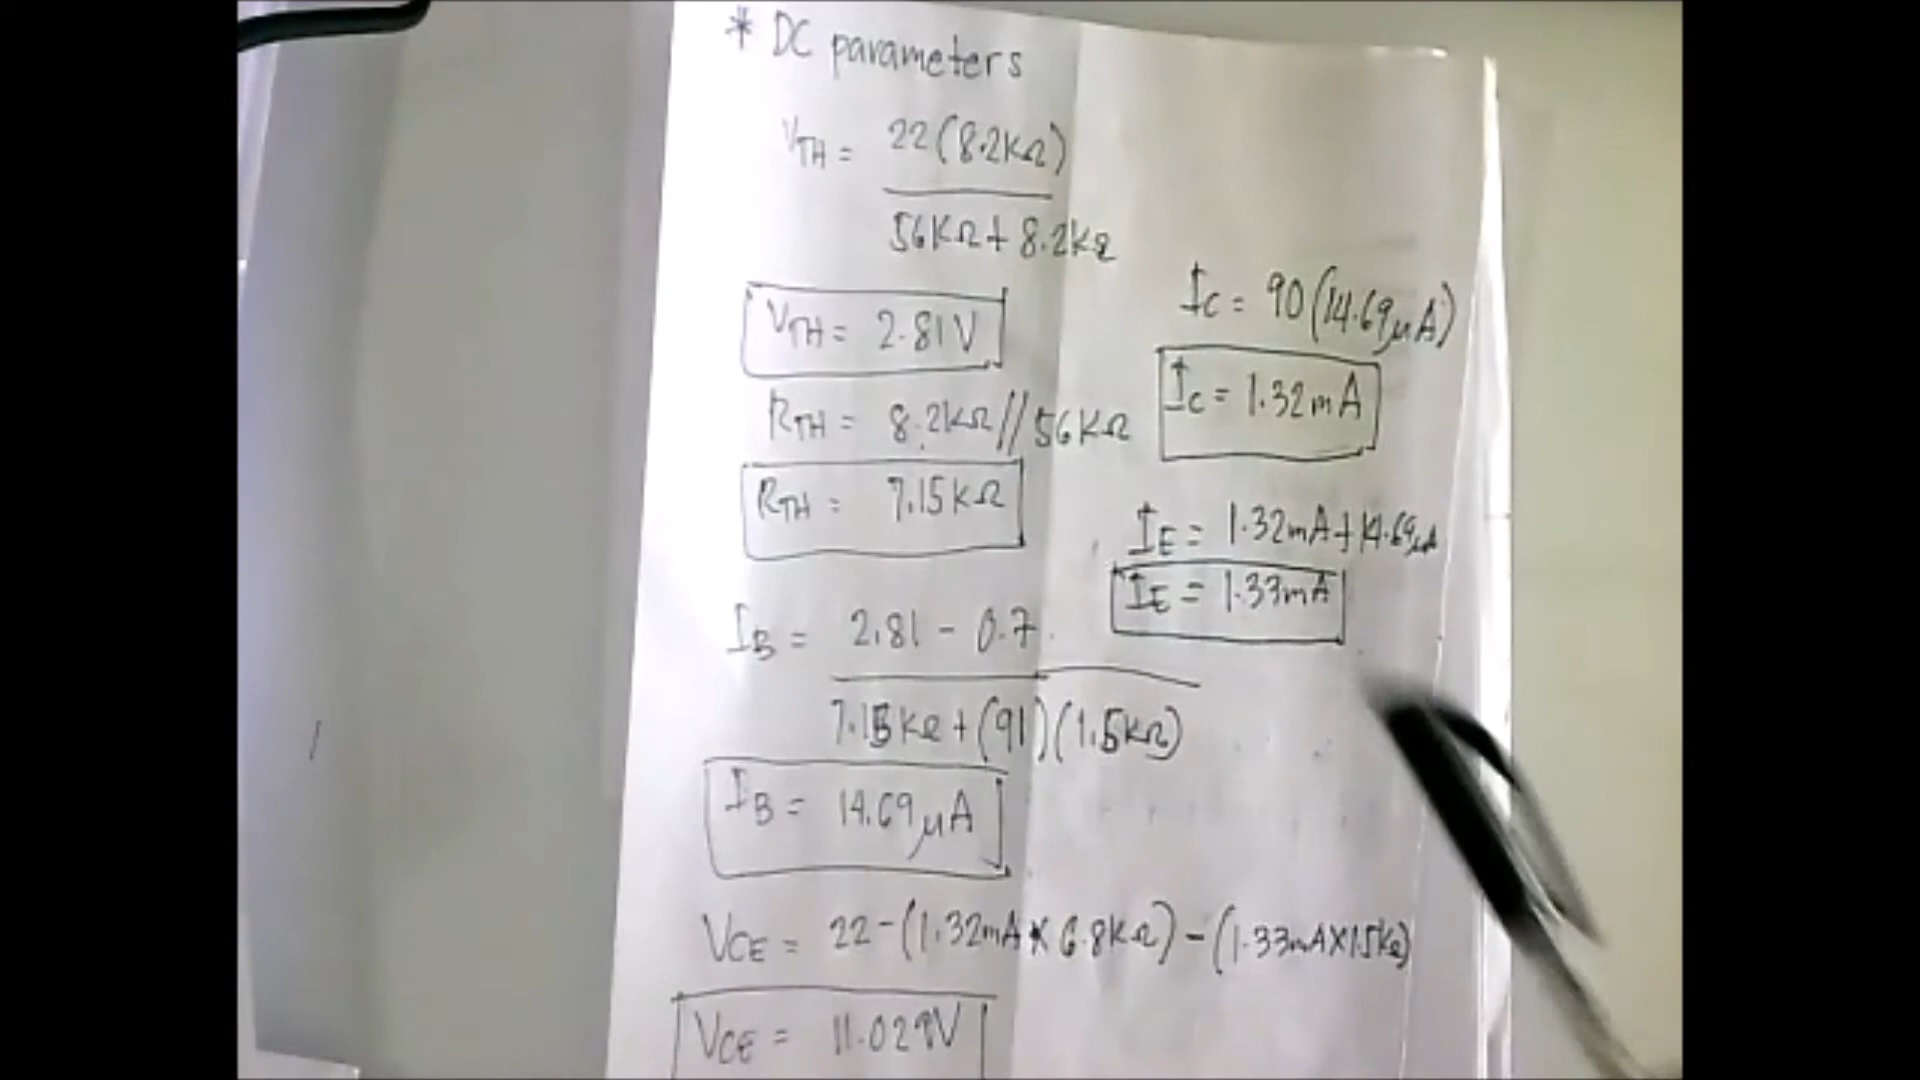 * DC parameters
VTH = 22(8.2KΩ)
56KΩ + 8.2KΩ
VTH = 2.81V
RTH = 8.2KΩ // 56KΩ
RTH = 7.15KΩ
IB = 2.81 - 0.7
7.15KΩ + (91)(1.5KΩ)
IB = 14.69μA
VCE = 22-(1.32mA x 6.8KΩ) - (1.33mA x 1.5KΩ)
VCE =
IC = 90(14.69μA)
IC = 1.32mA
IE = 1.32mA + 14.69μA
IE = 1.33mA